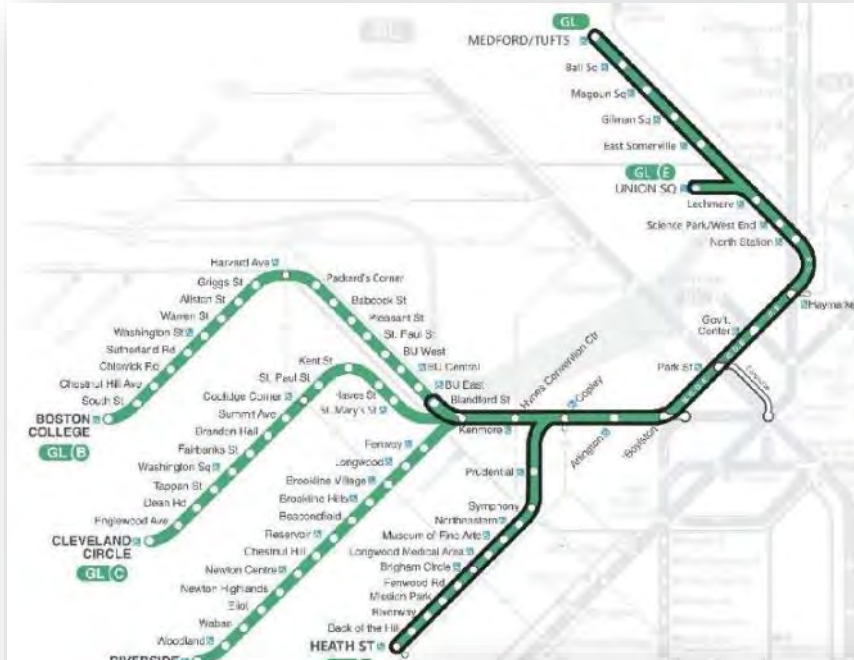 GL
MEDFORD/TUFTS
Ball Sq
Magoun Sq
Gilman Sq
East Somerville
GL E
UNION SQ
Lechmere
Science Park/West End
North Station
Haymarke
Gov't.
Center
Park St
Boylston
Arlington
Copley
Hynes Convention Ctr
Kenmore
Blandford St
BU East
BU Central
BU West
St. Paul St
Pleasant St
Babcock St
Packard's Corner
Harvard Ave
Griggs St
Allston St
Warren St
Washington St
Sutherland Rd
Chiswick Rd
Chestnut Hill Ave
South St
BOSTON
COLLEGE
GL B
Kent St
Hawes St
St. Mary's St
St. Paul St
Coolidge Corner
Summit Ave
Brandon Hall
Fairbanks St
Washington Sq
Tappan St
Dean Rd
Englewood Ave
CLEVELAND
CIRCLE
GL C
Fenway
Longwood
Brookline Village
Brookline Hills
Beaconsfield
Reservoir
Chestnut Hill
Newton Centre
Newton Highlands
Eliot
Waban
Woodland
RIVERSIDE
Prudential
Symphony
Northeastern
Museum of Fine Arts
Longwood Medical Area
Brigham Circle
Fenwood Rd
Mission Park
Riverway
Back of the Hill
HEATH ST